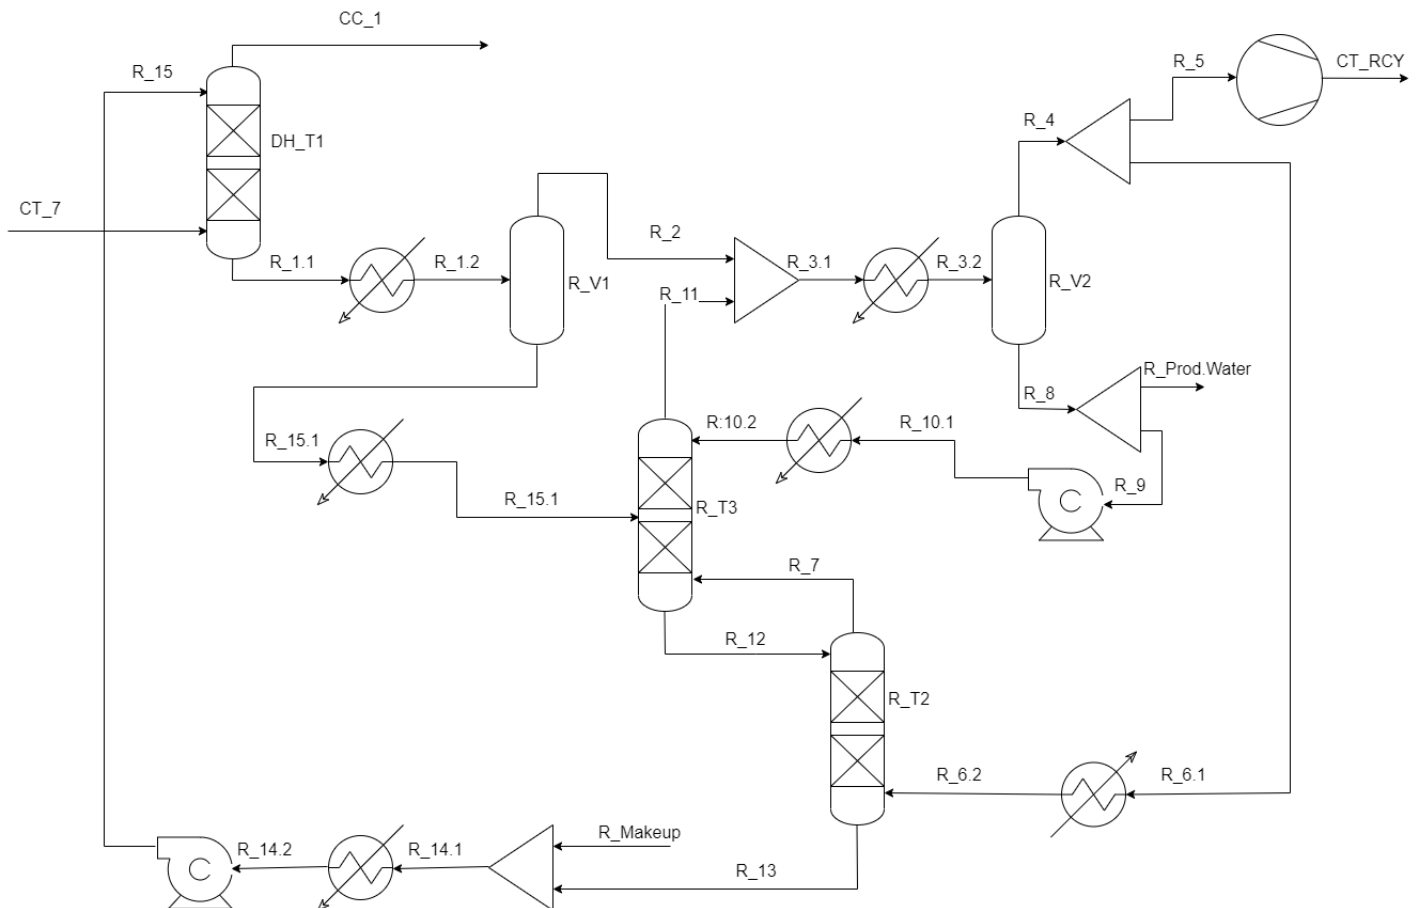 CC_1
R_15
R_5
CT_RCY
R_4
DH_T1
CT_7
R_2
R_1.1
R_1.2
R_3.1
R_3.2
R_V1
R_V2
R_11
R_Prod.Water
R_8
R_15.1
R:10.2
R_10.1
R_9
C
R_15.1
R_T3
R_7
R_12
R_T2
R_6.2
R_6.1
R_Makeup
R_14.2
R_14.1
C
R_13